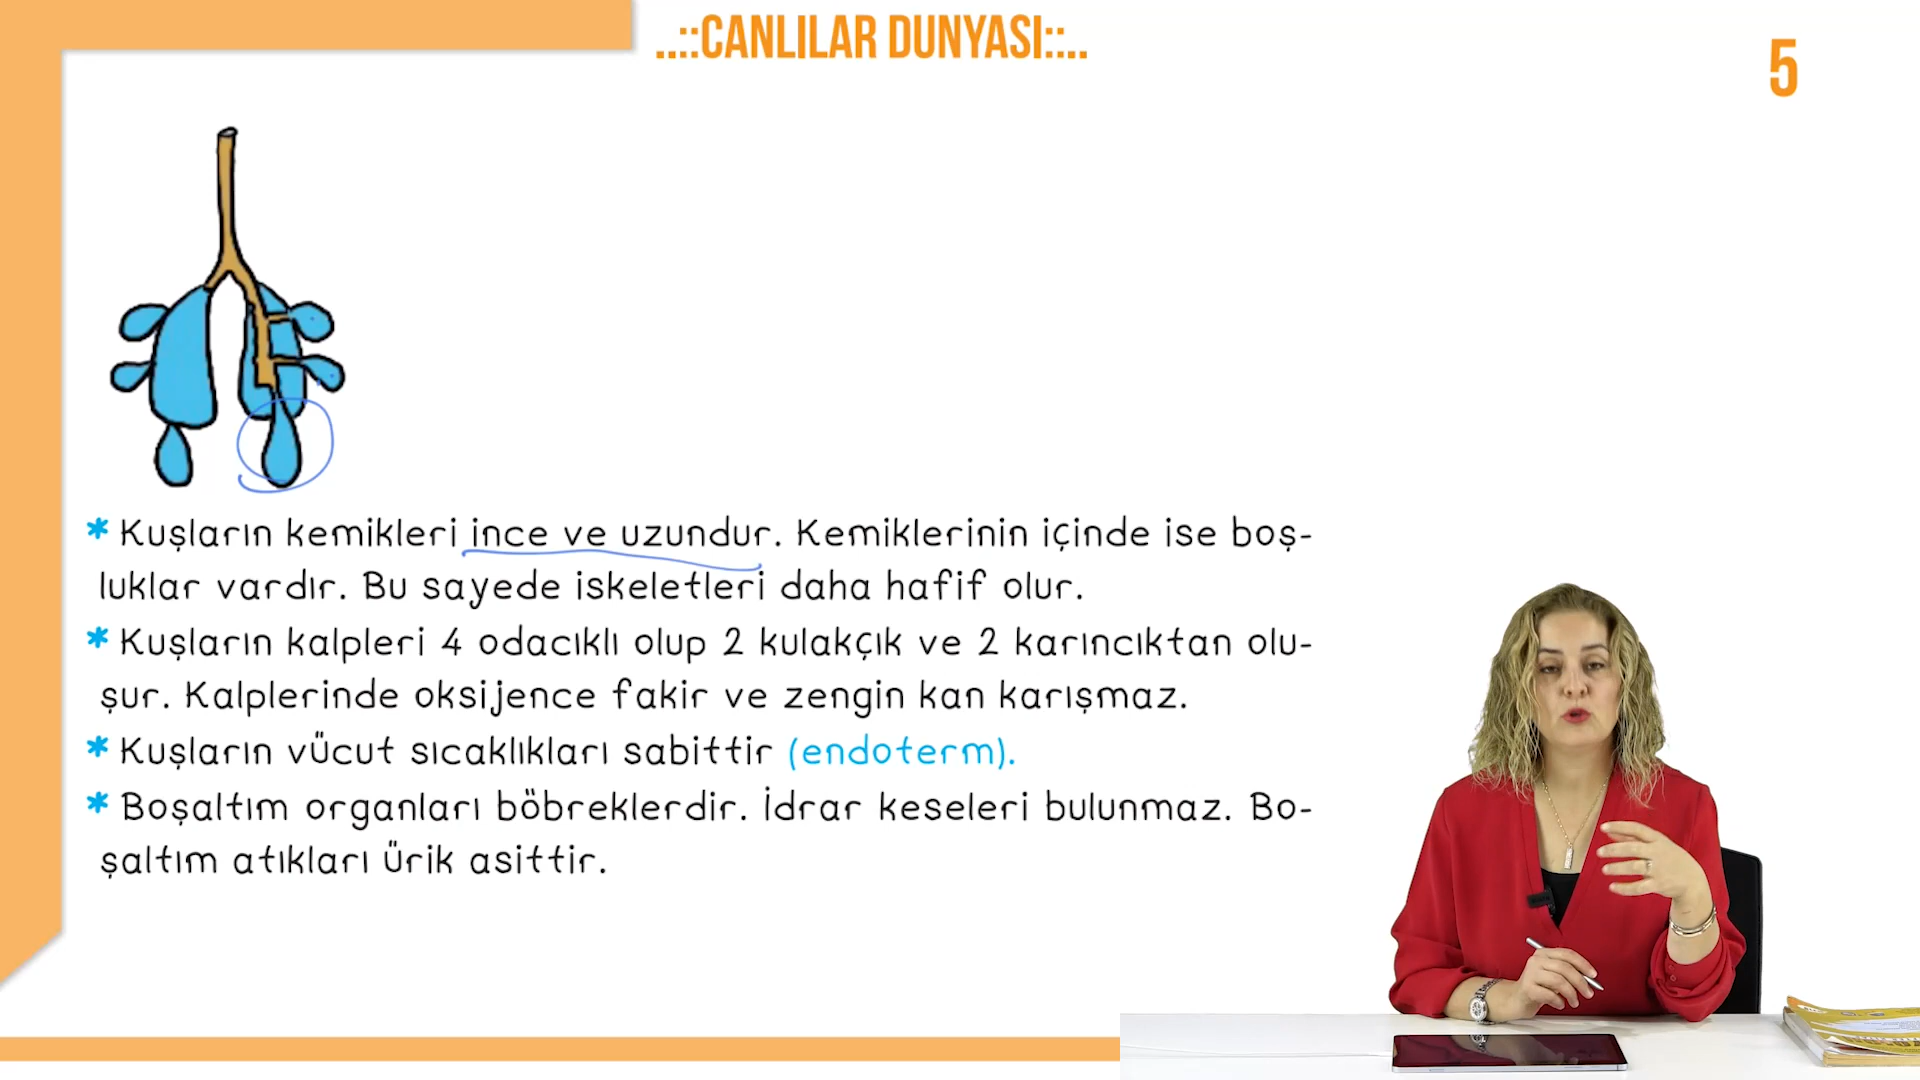 ..::CANLILAR DUNYASI::..
5
* Kuşların kemikleri ince ve uzundur. Kemiklerinin içinde ise boş-
luklar vardır. Bu sayede iskeletleri daha hafif olur.
* Kuşların kalpleri 4 odacıklı olup 2 kulakçık ve 2 karıncıktan olu-
şur. Kalplerinde oksijence fakir ve zengin kan karışmaz.
* Kuşların vücut sıcaklıkları sabittir (endoterm).
* Boşaltım organları böbreklerdir. İdrar keseleri bulunmaz. Bo-
şaltım atıkları ürik asittir.